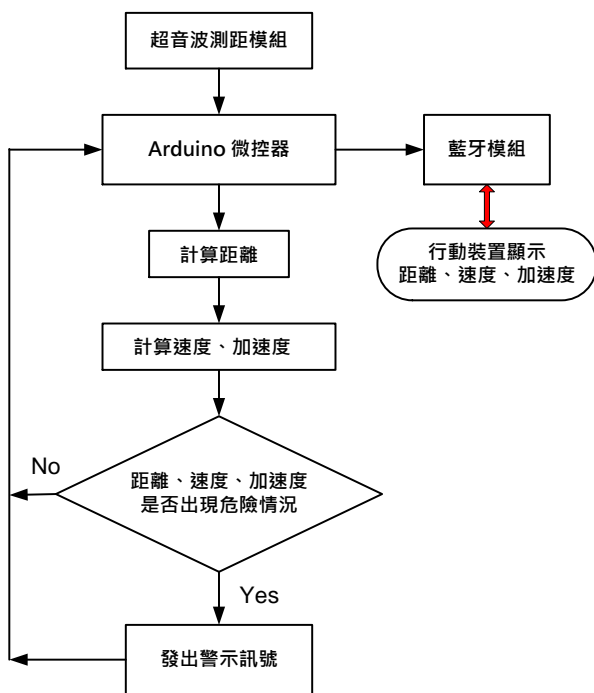 超音波測距模組
Arduino 微控器
藍牙模組
計算距離
行動裝置顯示
距離、速度、加速度
計算速度、加速度
No
距離、速度、加速度
是否出現危險情況
Yes
發出警示訊號